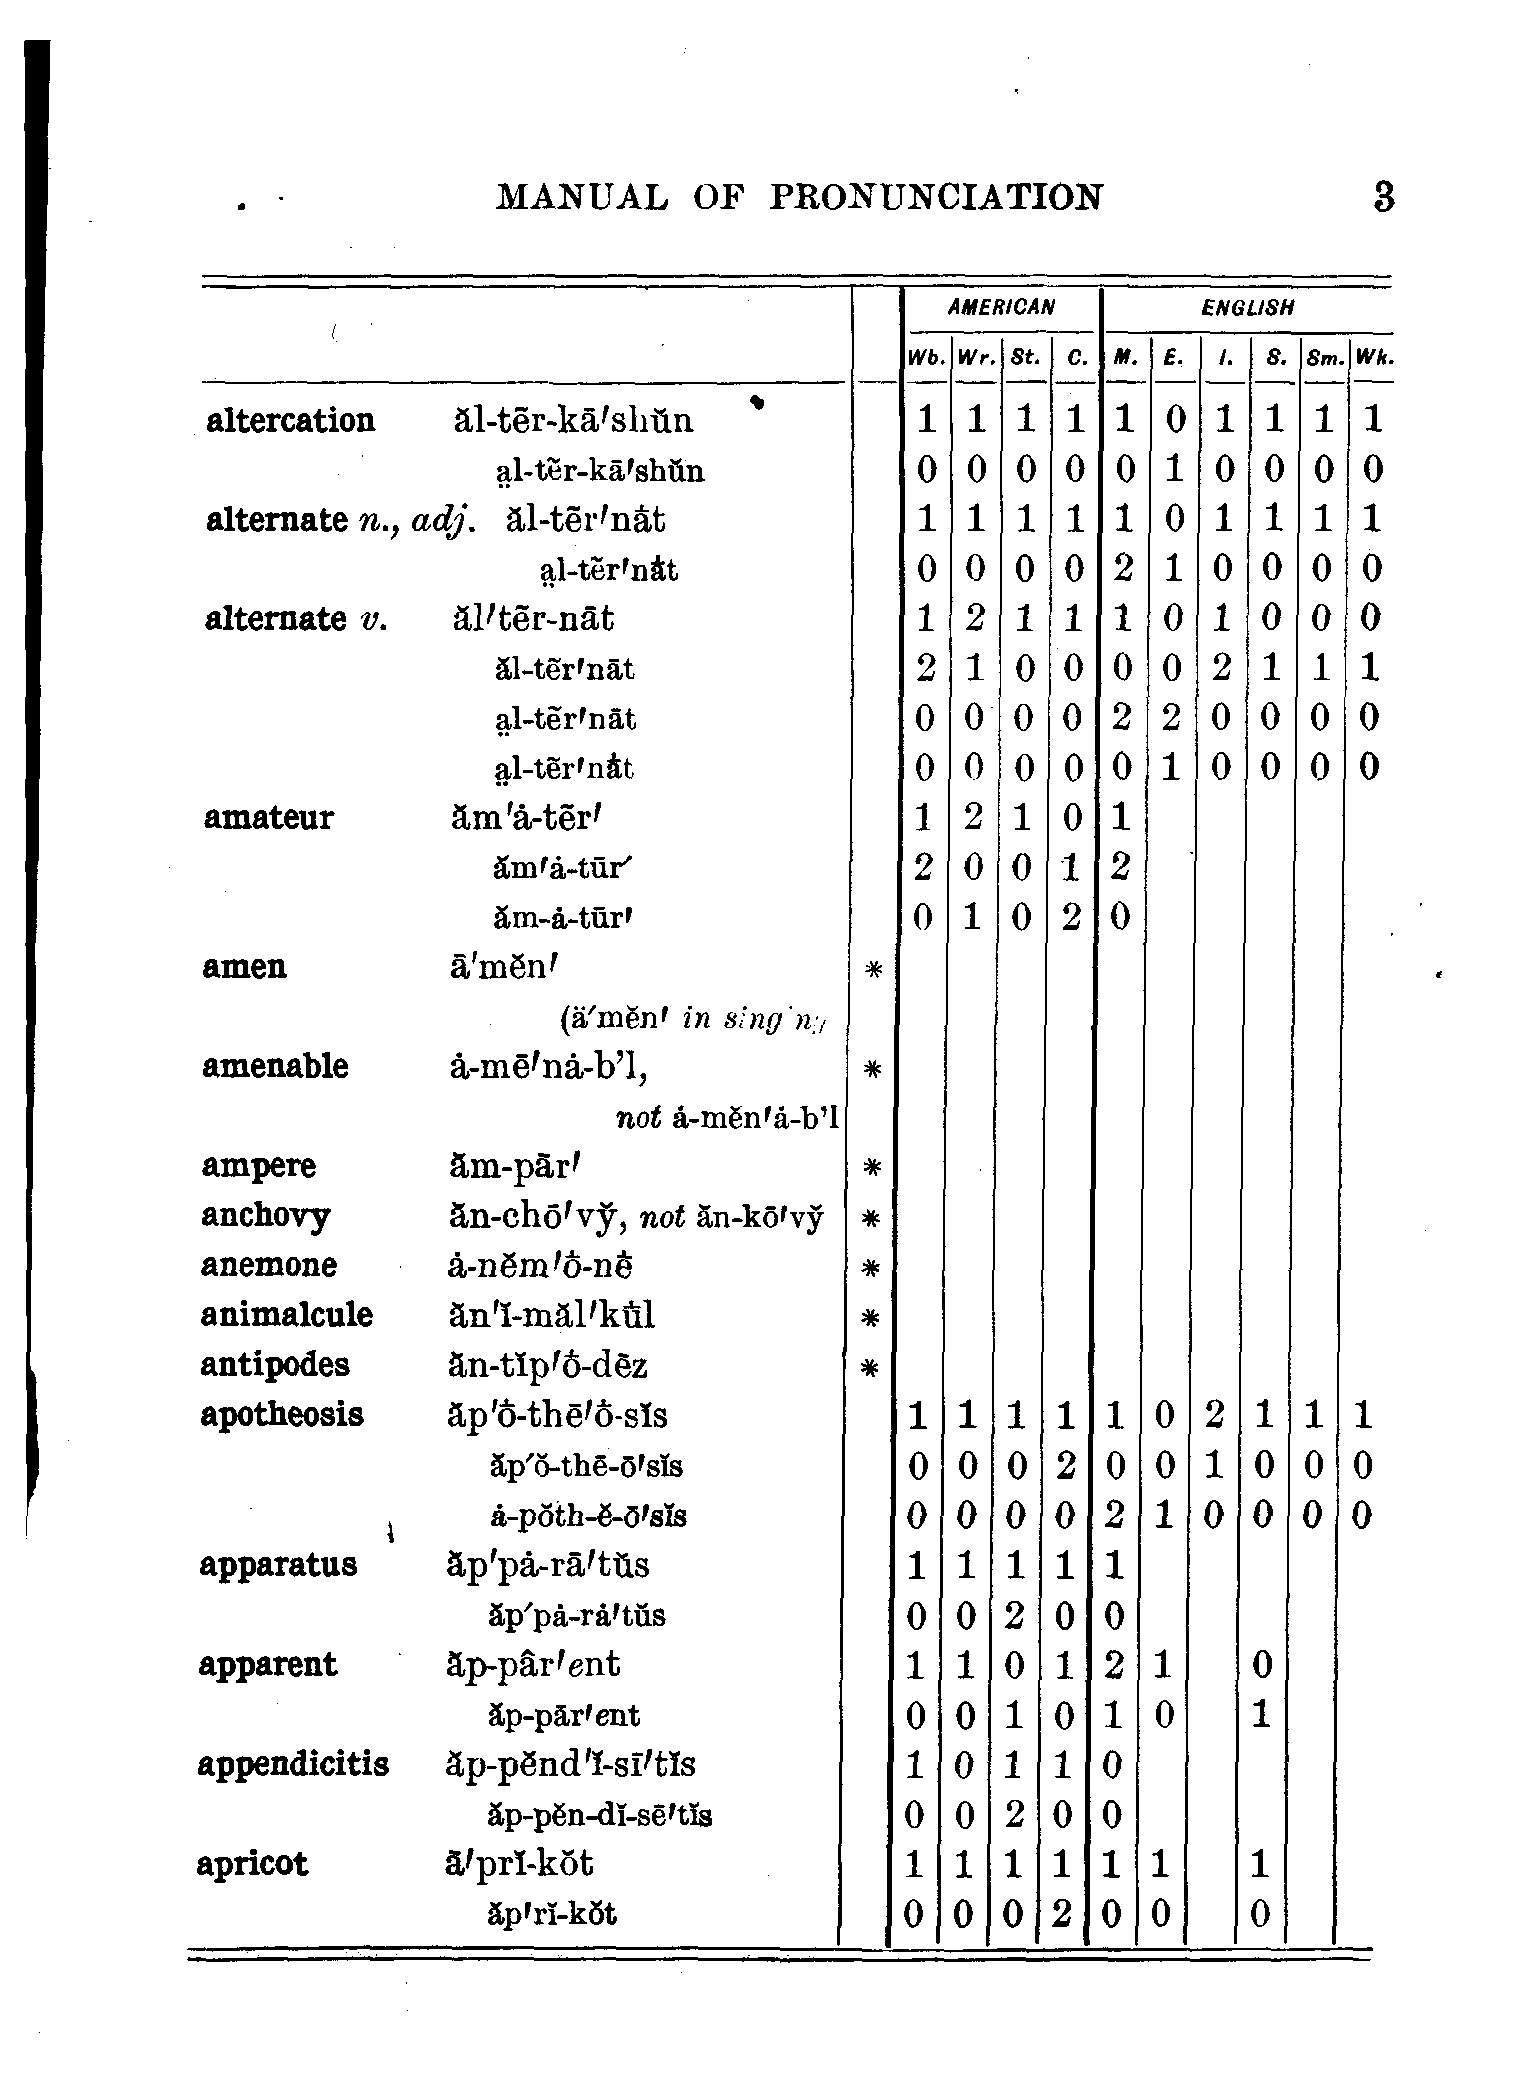 MANUAL OF PRONUNCIATION 3
AMERICAN ENGLISH
Wb. Wr. St. C. M. E. I. S. Sm. Wk.
altercation ăl-tẽr-kā′shŭn 1 1 1 1 1 0 1 1 1 1
a̤l-tẽr-kā′shŭn 0 0 0 0 0 1 0 0 0 0
alternate n., adj. ăl-tẽr′nȧt 1 1 1 1 1 0 1 1 1 1
a̤l-tẽr′nȧt 0 0 0 0 2 1 0 0 0 0
alternate v. ăl′tẽr-nāt 1 2 1 1 1 0 1 0 0 0
ăl-tẽr′nāt 2 1 0 0 0 0 2 1 1 1
a̤l-tẽr′nāt 0 0 0 0 2 2 0 0 0 0
a̤l-tẽr′nȧt 0 0 0 0 0 1 0 0 0 0
amateur ăm′ȧ-tẽr′ 1 2 1 0 1
ăm′ȧ-tūr′ 2 0 0 1 2
ăm-ȧ-tūr′ 0 1 0 2 0
amen ā′mĕn′ *
(ä′mĕn′ in
amenable ȧ-mē′nȧ-b’l, *
not ȧ-mĕn′ȧ-b’l
ampere ăm-pãr′ *
anchovy ăn-chō′vy̆, not ăn-kō′vy̆ *
anemone ȧ-nĕm′ō̇-nē̇ *
animalcule ăn′ĭ-măl′kū̇l *
antipodes ăn-tĭp′ō̇-dēz *
apotheosis ăp′ō̇-thē′ō̇-sĭs 1 1 1 1 1 0 2 1 1 1
ăp′ŏ-thē-ō′sĭs 0 0 0 2 0 0 1 0 0 0
ȧ-pŏth-ĕ-ō′sĭs 0 0 0 0 2 1 0 0 0 0
apparatus ăp′pȧ-rā′tŭs 1 1 1 1 1
ăp′pȧ-rȧ′tŭs 0 0 2 0 0
apparent ăp-pâr′ent 1 1 0 1 2 1 0
ăp-pār′ent 0 0 1 0 1 0 1
appendicitis ăp-pĕnd′ĭ-sī′tĭs 1 0 1 1 0
ăp-pĕn-dĭ-sē′tĭs 0 0 2 0 0
apricot ā′prĭ-kŏt 1 1 1 1 1 1 1
ăp′rĭ-kŏt 0 0 0 2 0 0 0